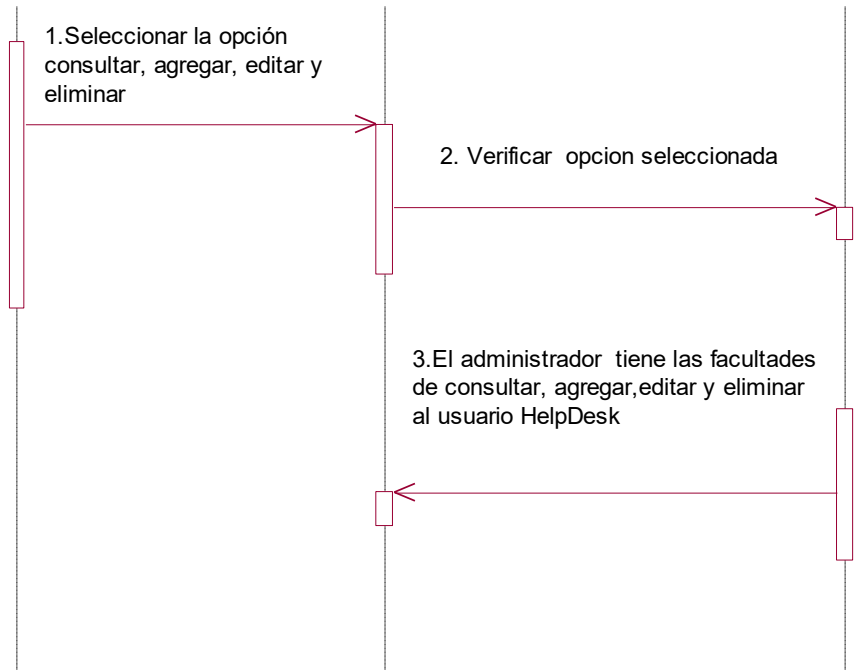 1.Seleccionar la opción
consultar, agregar, editar y
eliminar
2. Verificar  opcion seleccionada
3.El administrador  tiene las facultades
de consultar, agregar,editar y eliminar
al usuario HelpDesk